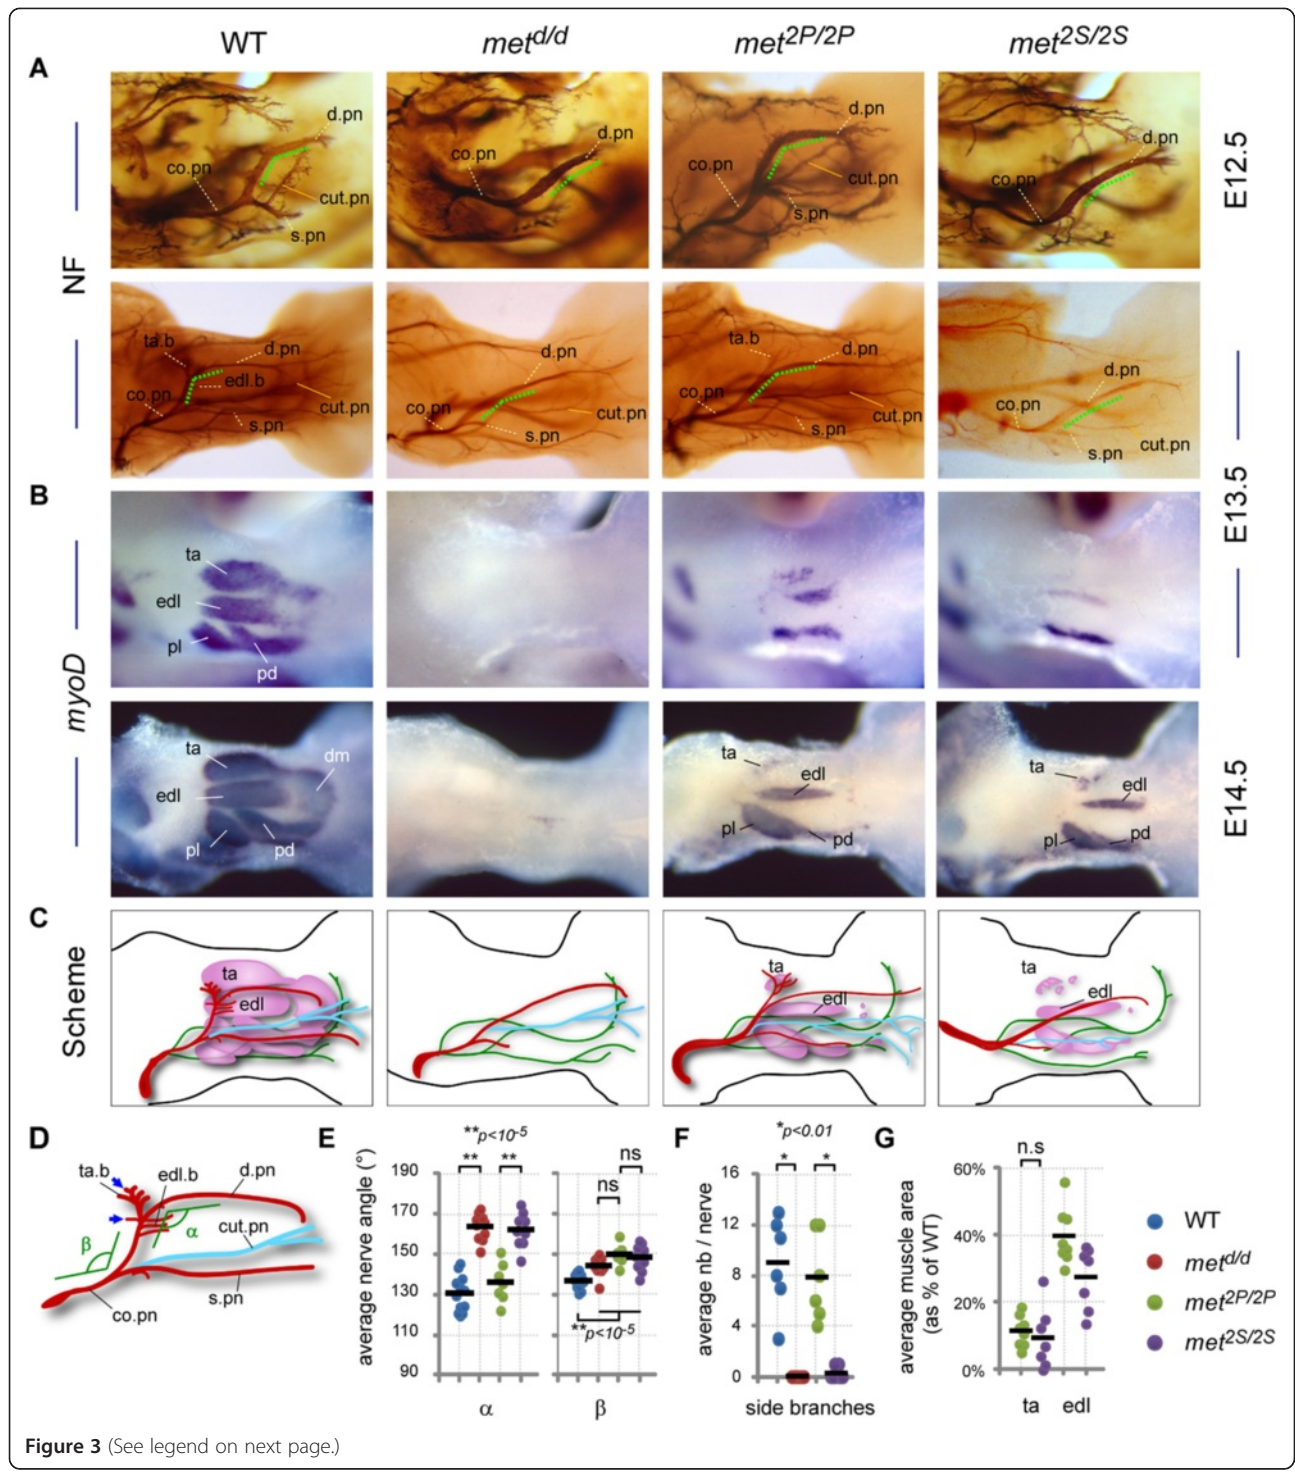 WT met^d/d met^2P/2P met^2S/2S
A
NF
E12.5
d.pn co.pn cut.pn s.pn
co.pn d.pn
d.pn co.pn cut.pn s.pn
d.pn co.pn
ta.b d.pn edl.b co.pn cut.pn s.pn
d.pn co.pn cut.pn s.pn
ta.b d.pn co.pn cut.pn s.pn
d.pn co.pn cut.pn s.pn
E13.5
B
myoD
ta edl pl pd
ta edl dm pl pd
ta edl pl pd
ta edl pl pd
E14.5
C
Scheme
ta edl
ta edl
ta edl
D
ta.b edl.b d.pn
cut.pn
α
β
s.pn
co.pn
E
average nerve angle (°)
**p<10-5
** **
190
170
150
130
110
90
α
ns
ns
**p<10-5
β
F
average nb / nerve
*p<0.01
* *
16
12
8
4
0
side branches
G
average muscle area
(as % of WT)
n.s
60%
40%
20%
0%
ta edl
WT
met^d/d
met^2P/2P
met^2S/2S
Figure 3 (See legend on next page.)